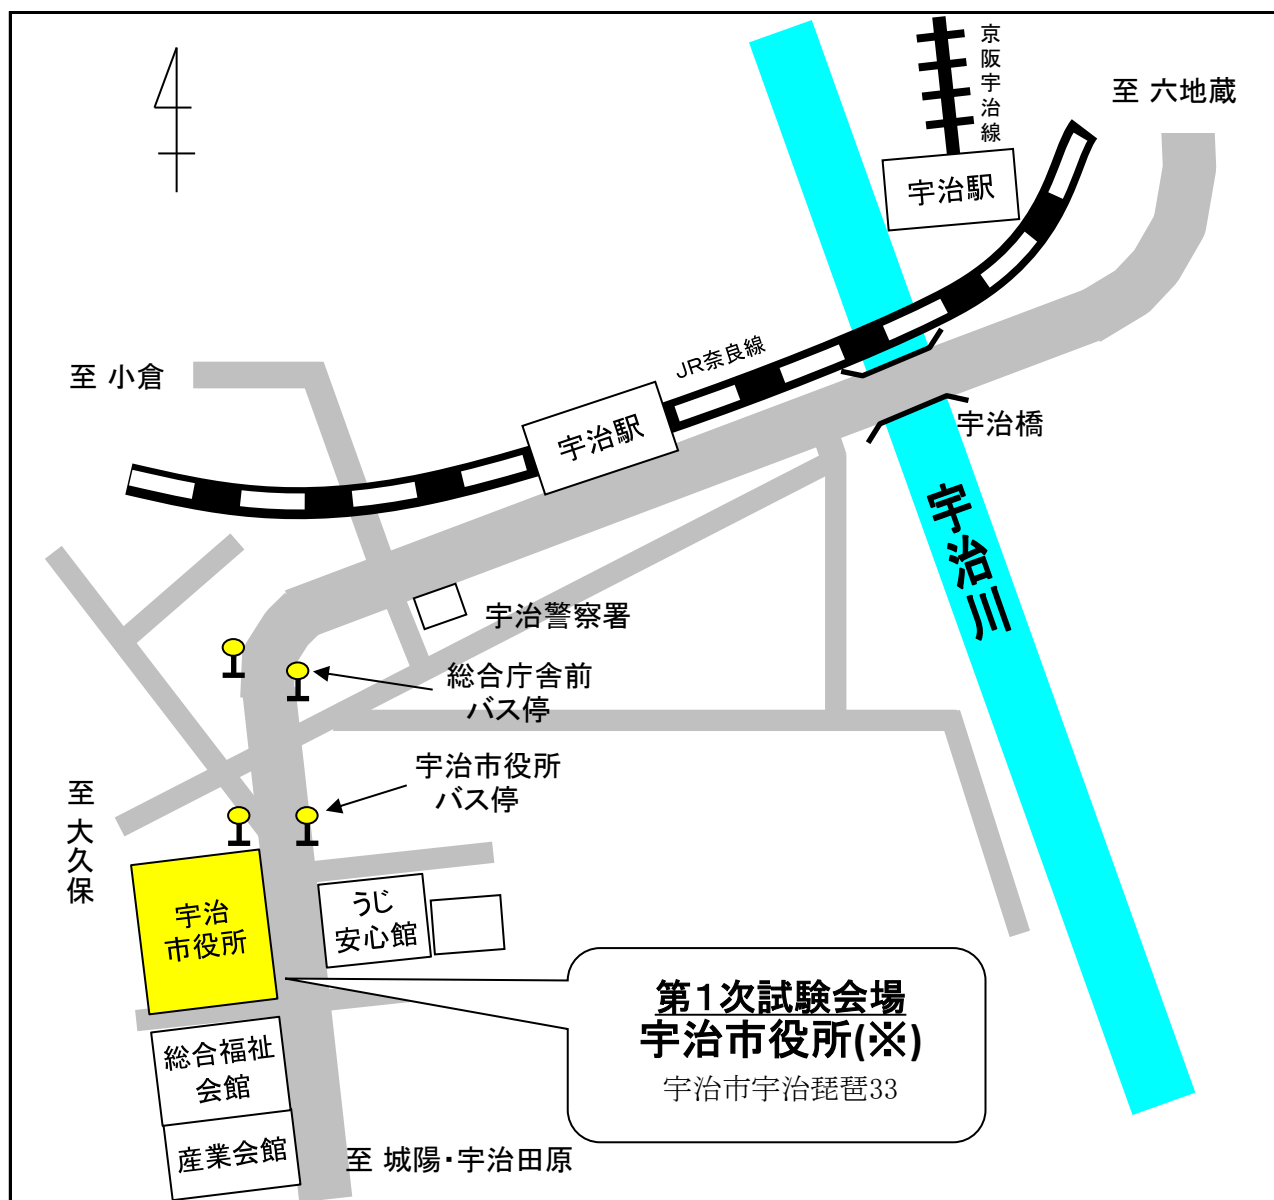 京阪宇治線
至 六地蔵
宇治駅
JR奈良線
至 小倉
宇治駅
宇治橋
宇治川
宇治警察署
総合庁舎前
バス停
宇治市役所
バス停
至 大久保
宇治
市役所
うじ
安心館
第1次試験会場
宇治市役所(※)
宇治市宇治琵琶33
総合福祉
会館
産業会館
至 城陽・宇治田原